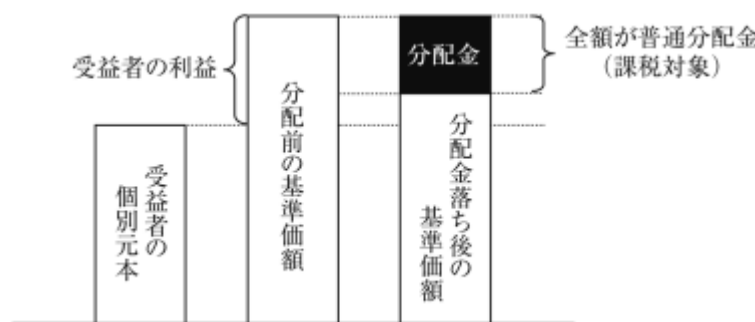 受益者の利益
受益者の
個別元本
分配前の基準価額
分配金
分配金落ち後の
基準価額
全額が普通分配金
（課税対象）